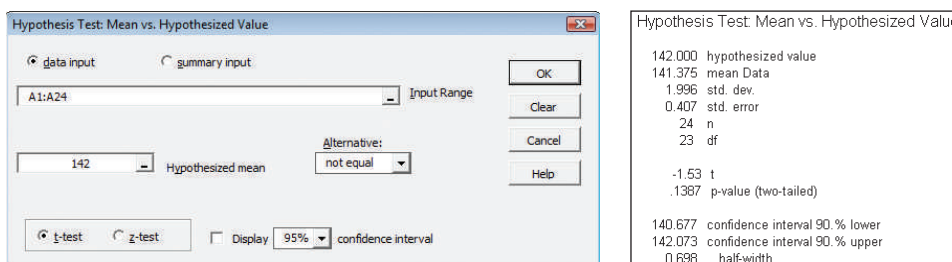 Hypothesis Test: Mean vs. Hypothesized Value
data input summary input
OK
A1:A24 Input Range
Clear
Alternative:
Cancel
142 Hypothesized mean not equal
Help
t-test z-test Display 95% confidence interval
Hypothesis Test: Mean vs. Hypothesized Value
142.000 hypothesized value
141.375 mean Data
1.996 std. dev.
0.407 std. error
24 n
23 df
-1.53 t
.1387 p-value (two-tailed)
140.677 confidence interval 90.% lower
142.073 confidence interval 90.% upper
0.698 half-width